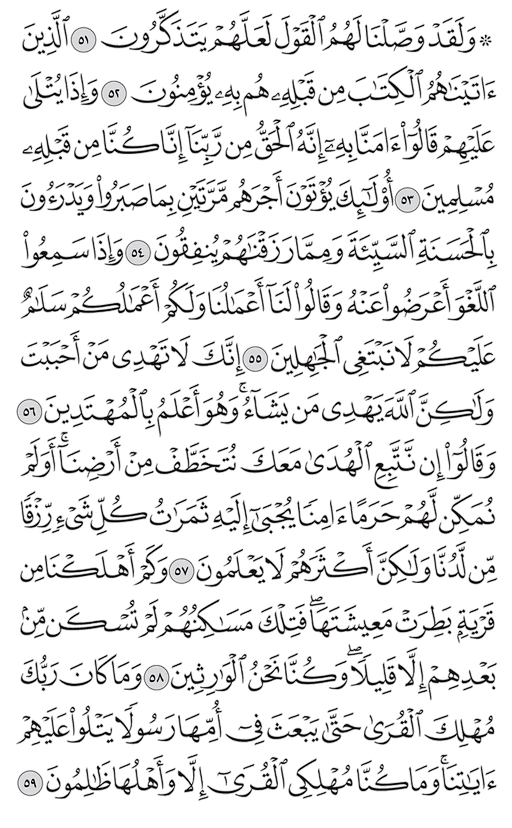 ۞ وَلَقَدْ وَصَّلْنَا لَهُمُ ٱلْقَوْلَ لَعَلَّهُمْ يَتَذَكَّرُونَ ٥١ ٱلَّذِينَ
ءَاتَيْنَٰهُمُ ٱلْكِتَٰبَ مِن قَبْلِهِۦ هُم بِهِۦ يُؤْمِنُونَ ٥٢ وَإِذَا يُتْلَىٰ
عَلَيْهِمْ قَالُوٓا۟ ءَامَنَّا بِهِۦٓ إِنَّهُ ٱلْحَقُّ مِن رَّبِّنَآ إِنَّا كُنَّا مِن قَبْلِهِۦ
مُسْلِمِينَ ٥٣ أُو۟لَٰٓئِكَ يُؤْتَوْنَ أَجْرَهُم مَّرَّتَيْنِ بِمَا صَبَرُوا۟ وَيَدْرَءُونَ
بِٱلْحَسَنَةِ ٱلسَّيِّئَةَ وَمِمَّا رَزَقْنَٰهُمْ يُنفِقُونَ ٥٤ وَإِذَا سَمِعُوا۟
ٱللَّغْوَ أَعْرَضُوا۟ عَنْهُ وَقَالُوا۟ لَنَآ أَعْمَٰلُنَا وَلَكُمْ أَعْمَٰلُكُمْ سَلَٰمٌ
عَلَيْكُمْ لَا نَبْتَغِى ٱلْجَٰهِلِينَ ٥٥ إِنَّكَ لَا تَهْدِى مَنْ أَحْبَبْتَ
وَلَٰكِنَّ ٱللَّهَ يَهْدِى مَن يَشَآءُ ۚ وَهُوَ أَعْلَمُ بِٱلْمُهْتَدِينَ ٥٦
وَقَالُوٓا۟ إِن نَّتَّبِعِ ٱلْهُدَىٰ مَعَكَ نُتَخَطَّفْ مِنْ أَرْضِنَآ ۚ أَوَلَمْ
نُمَكِّن لَّهُمْ حَرَمًا ءَامِنًا يُجْبَىٰٓ إِلَيْهِ ثَمَرَٰتُ كُلِّ شَىْءٍ رِّزْقًا
مِّن لَّدُنَّا وَلَٰكِنَّ أَكْثَرَهُمْ لَا يَعْلَمُونَ ٥٧ وَكَمْ أَهْلَكْنَا مِن
قَرْيَةٍۭ بَطِرَتْ مَعِيشَتَهَا ۖ فَتِلْكَ مَسَٰكِنُهُمْ لَمْ تُسْكَن مِّنۢ
بَعْدِهِمْ إِلَّا قَلِيلًا ۖ وَكُنَّا نَحْنُ ٱلْوَٰرِثِينَ ٥٨ وَمَا كَانَ رَبُّكَ
مُهْلِكَ ٱلْقُرَىٰ حَتَّىٰ يَبْعَثَ فِىٓ أُمِّهَا رَسُولًا يَتْلُوا۟ عَلَيْهِمْ
ءَايَٰتِنَا ۚ وَمَا كُنَّا مُهْلِكِى ٱلْقُرَىٰٓ إِلَّا وَأَهْلُهَا ظَٰلِمُونَ ٥٩